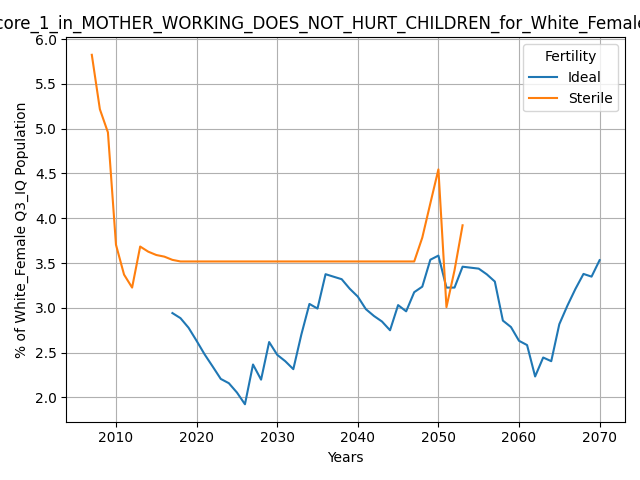 core_1_in_MOTHER_WORKING_DOES_NOT_HURT_CHILDREN_for_White_Female
Fertility
Ideal
Sterile
% of White_Female Q3_IQ Population
6.0
5.5
5.0
4.5
4.0
3.5
3.0
2.5
2.0
2010 2020 2030 2040 2050 2060 2070
Years